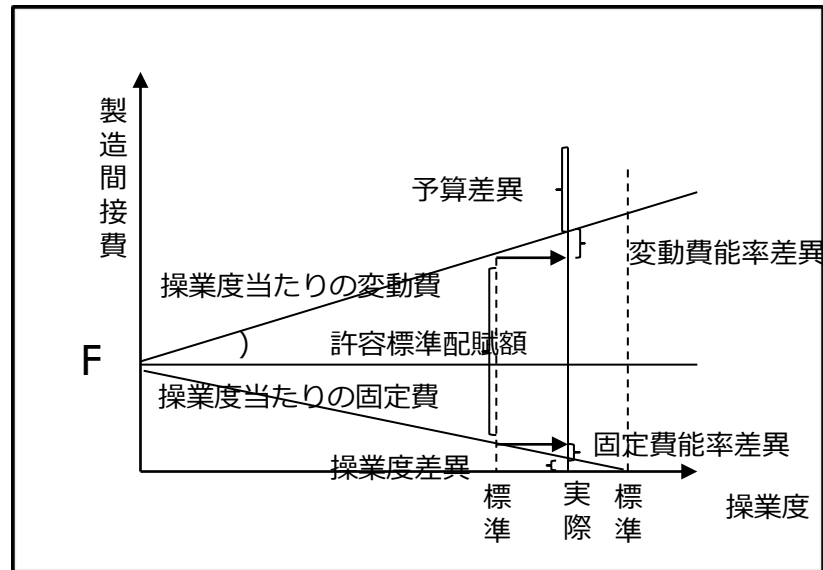 製造間接費
予算差異
変動費能率差異
操業度当たりの変動費
許容標準配賦額
F
操業度当たりの固定費
固定費能率差異
操業度差異
標準
実際
標準
操業度